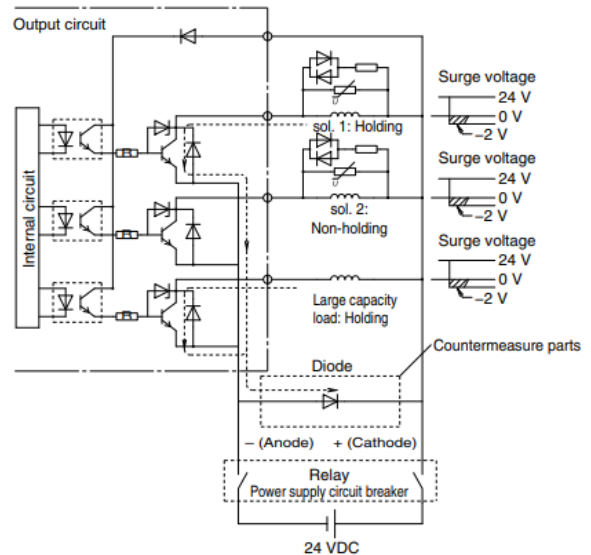 Output circuit
Internal circuit
sol. 1: Holding
Surge voltage
24 V
0 V
−2 V
sol. 2:
Non-holding
Surge voltage
24 V
0 V
−2 V
Large capacity
load: Holding
Surge voltage
24 V
0 V
−2 V
Countermeasure parts
Diode
− (Anode)
+ (Cathode)
Relay
Power supply circuit breaker
24 VDC